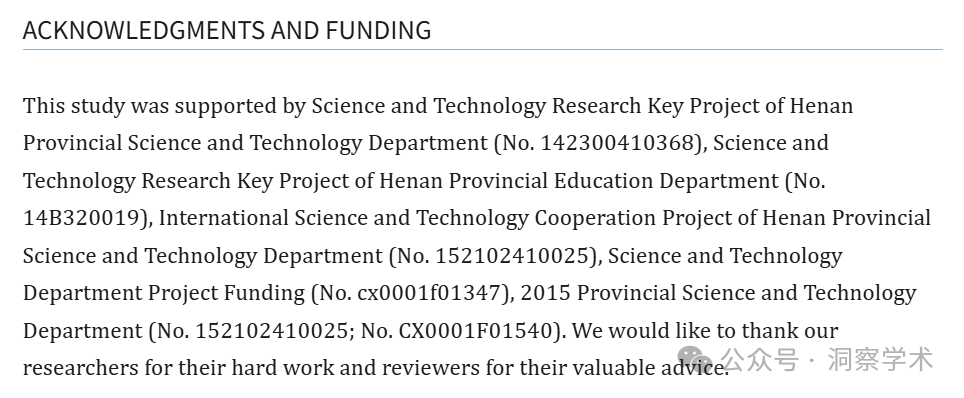 ACKNOWLEDGMENTS AND FUNDING
This study was supported by Science and Technology Research Key Project of Henan
Provincial Science and Technology Department (No. 142300410368), Science and
Technology Research Key Project of Henan Provincial Education Department (No.
14B320019), International Science and Technology Cooperation Project of Henan Provincial
Science and Technology Department (No. 152102410025), Science and Technology
Department Project Funding (No. cx0001f01347), 2015 Provincial Science and Technology
Department (No. 152102410025; No. CX0001F01540). We would like to thank our
researchers for their hard work and reviewers for their valuable advice.
公众号 · 洞察学术